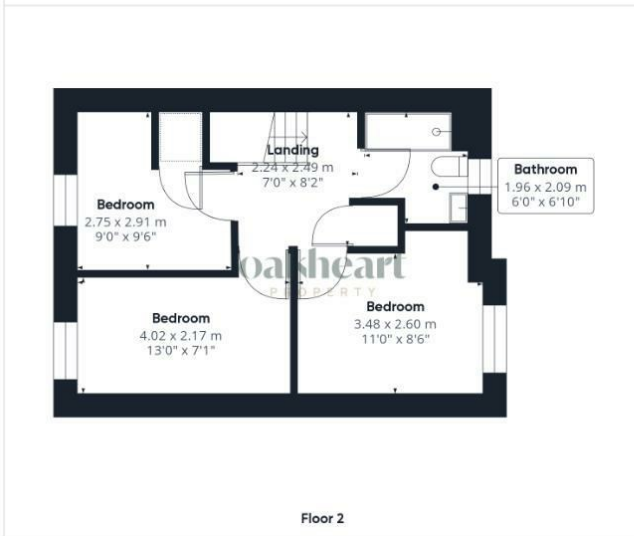 Landing
2.24 x 2.49 m
7'0" x 8'2"
Bathroom
1.96 x 2.09 m
6'0" x 6'10"
Bedroom
2.75 x 2.91 m
9'0" x 9'6"
oakheart
PROPERTY
Bedroom
4.02 x 2.17 m
13'0" x 7'1"
Bedroom
3.48 x 2.60 m
11'0" x 8'6"
Floor 2